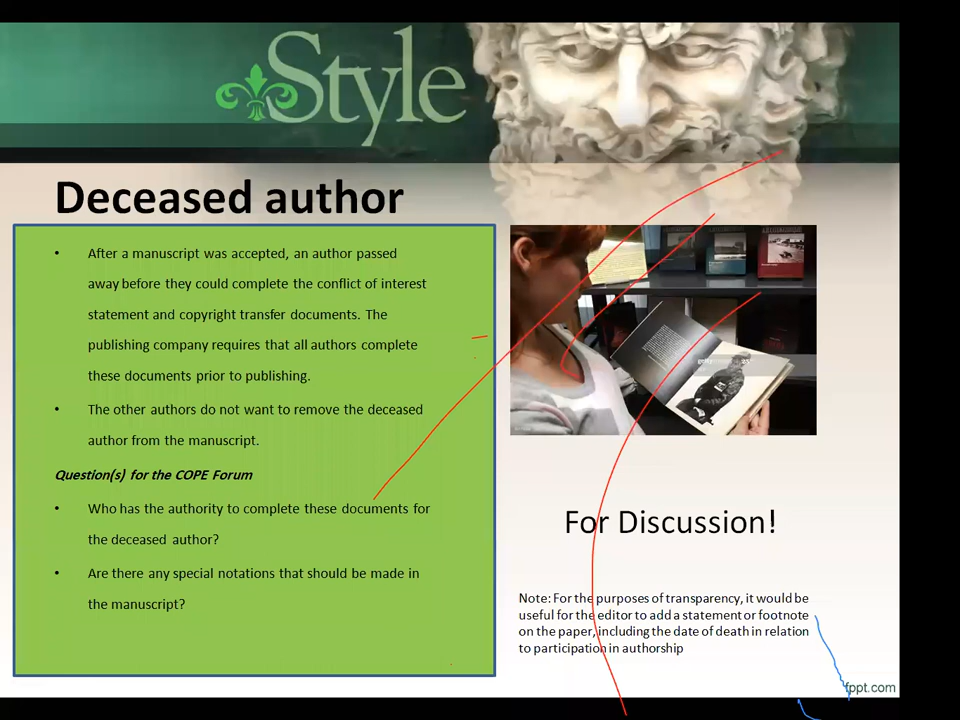 Style
Deceased author
• After a manuscript was accepted, an author passed
away before they could complete the conflict of interest
statement and copyright transfer documents. The
publishing company requires that all authors complete
these documents prior to publishing.
• The other authors do not want to remove the deceased
author from the manuscript.
Question(s) for the COPE Forum
• Who has the authority to complete these documents for
the deceased author?
• Are there any special notations that should be made in
the manuscript?
For Discussion!
Note: For the purposes of transparency, it would be
useful for the editor to add a statement or footnote
on the paper, including the date of death in relation
to participation in authorship
fppt.com